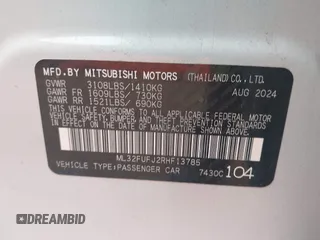 MFD.BY MITSUBISHI MOTORS (THAILAND)CO.,LTD.
GVWR 3108LBS/1410KG AUG 2024
GAWR FR 1609LBS/ 730KG
GAWR RR 1521LBS/ 690KG
THIS VEHICLE CONFORMS TO ALL APPLICABLE
FEDERAL MOTOR VEHICLE SAFETY, BUMPER, AND
THEFT PREVENTION STANDARDS IN EFFECT ON
THE DATE OF MANUFACTURE SHOWN ABOVE.
ML32FUFJ2RHF13785
VEHICLE TYPE:PASSENGER CAR 7430C 104
DREAMBID